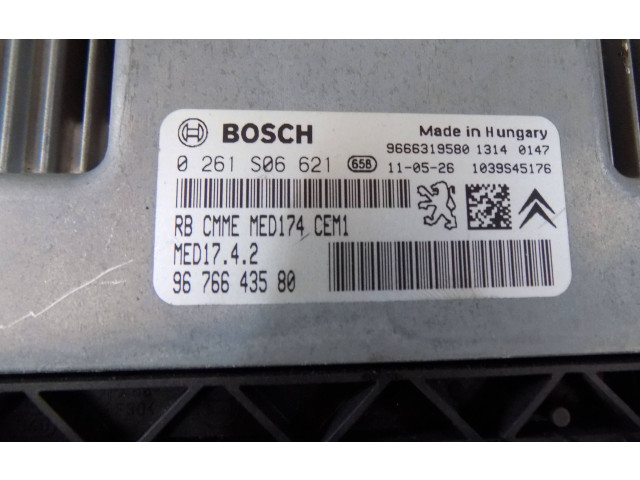 BOSCH
Made in Hungary
9666319580 1314 0147
0 261 S06 621 658 11-05-26 1039S45176
RB CMME MED174 CEM1
MED17.4.2
96 766 435 80